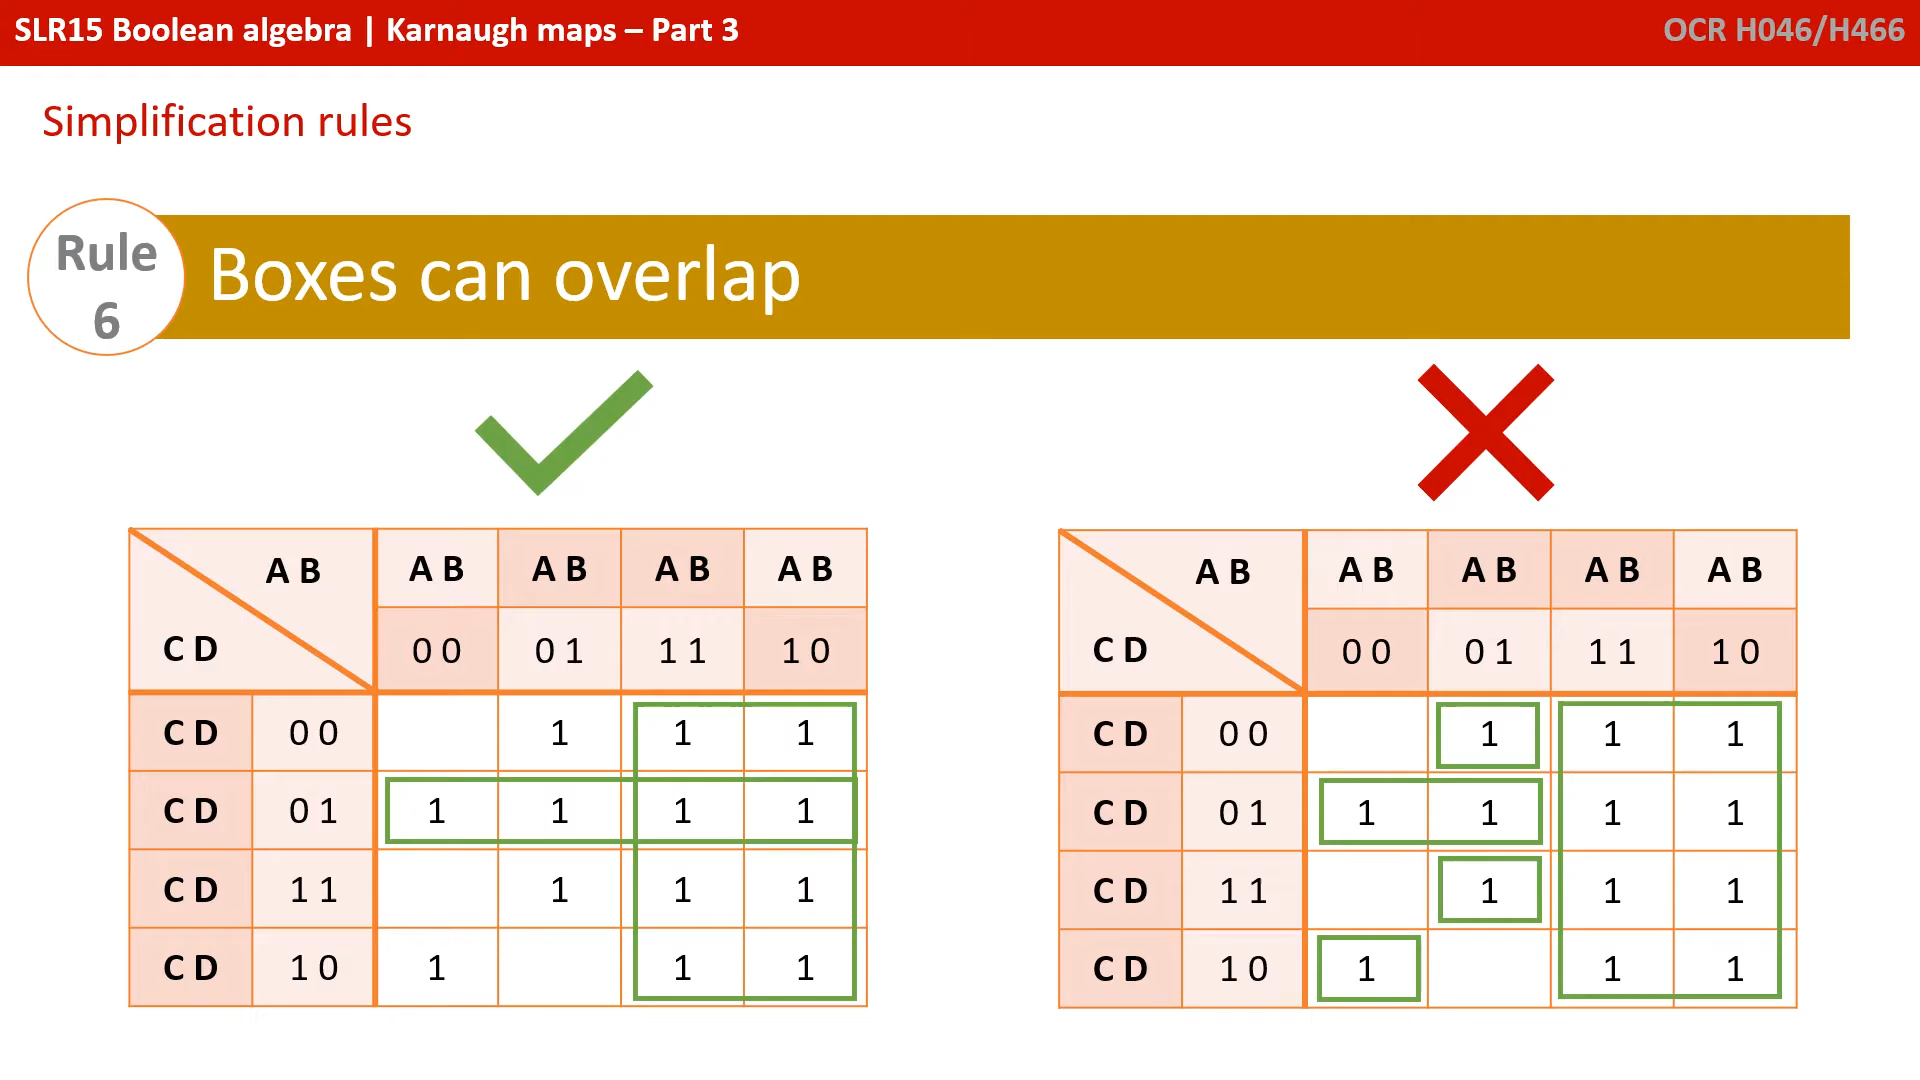 SLR15 Boolean algebra | Karnaugh maps – Part 3
OCR H046/H466
Simplification rules
Rule
6
Boxes can overlap
A B
C D
A B A B A B A B
0 0 0 1 1 1 1 0
C D 0 0 1 1 1
C D 0 1 1 1 1 1
C D 1 1 1 1 1
C D 1 0 1 1 1
A B
C D
A B A B A B A B
0 0 0 1 1 1 1 0
C D 0 0 1 1 1
C D 0 1 1 1 1 1
C D 1 1 1 1 1
C D 1 0 1 1 1